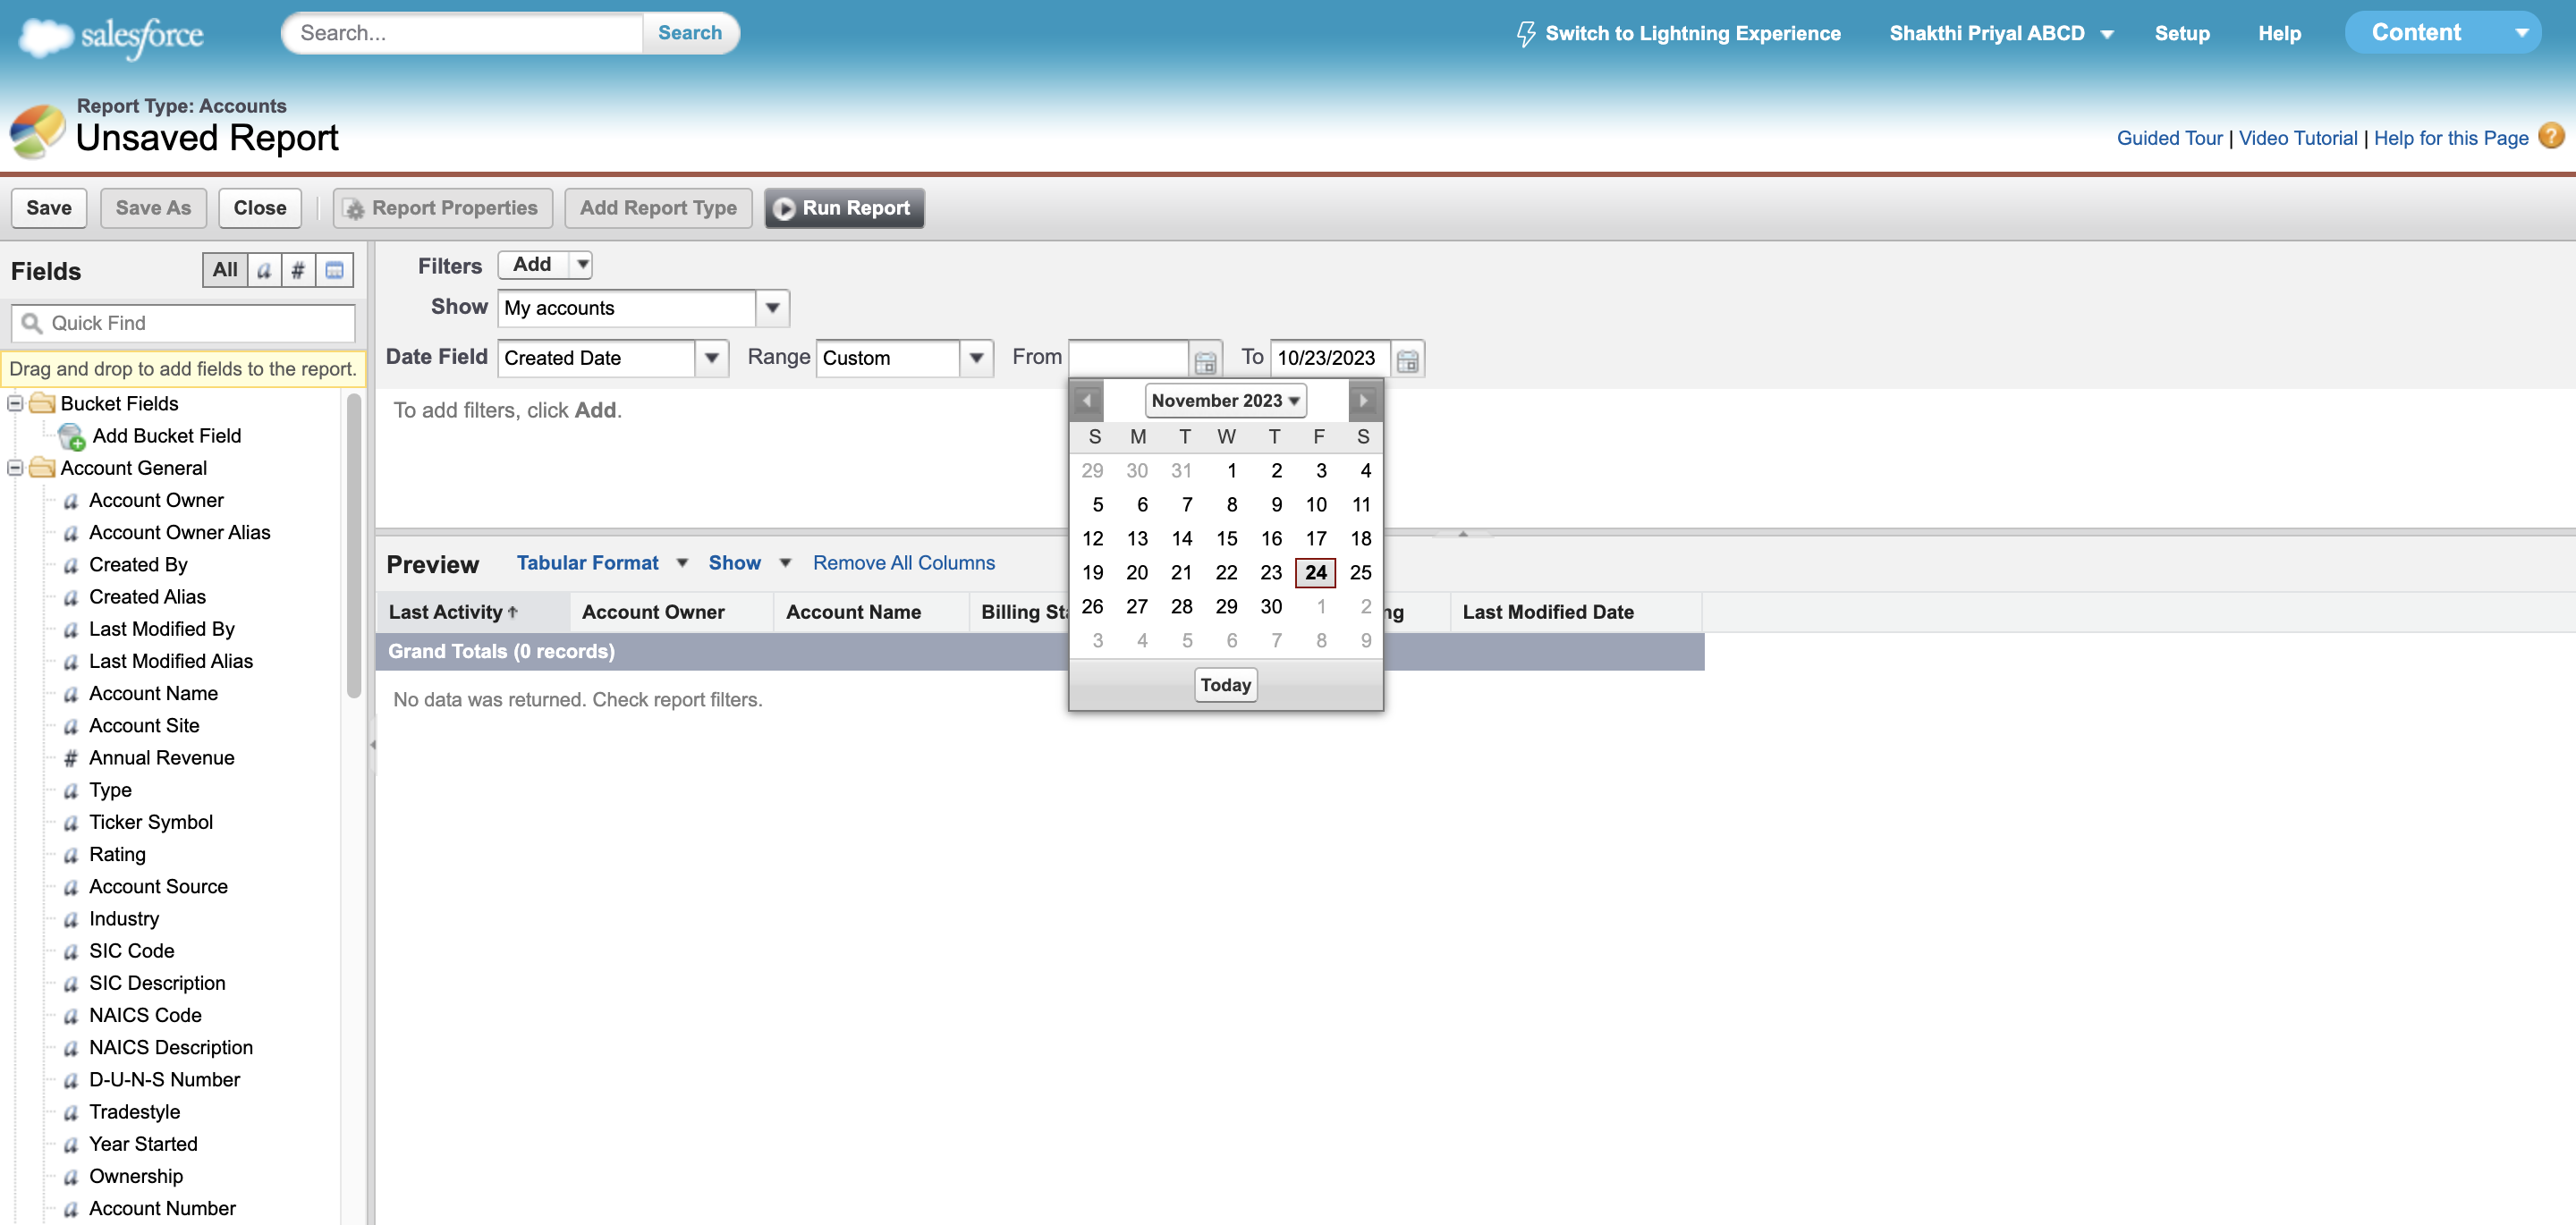 salesforce
Search...
Search
Switch to Lightning Experience
Shakthi Priyal ABCD
Setup
Help
Content
Report Type: Accounts
Unsaved Report
Guided Tour | Video Tutorial | Help for this Page ?
Save
Save As
Close
Report Properties
Add Report Type
Run Report
Fields
All a #
Quick Find
Drag and drop to add fields to the report.
Bucket Fields
Add Bucket Field
Account General
a Account Owner
a Account Owner Alias
a Created By
a Created Alias
a Last Modified By
a Last Modified Alias
a Account Name
a Account Site
# Annual Revenue
a Type
a Ticker Symbol
a Rating
a Account Source
a Industry
a SIC Code
a SIC Description
a NAICS Code
a NAICS Description
a D-U-N-S Number
a Tradestyle
a Year Started
a Ownership
a Account Number
Filters Add
Show My accounts
Date Field Created Date Range Custom From To 10/23/2023
To add filters, click Add.
November 2023
S M T W T F S
29 30 31 1 2 3 4
5 6 7 8 9 10 11
12 13 14 15 16 17 18
19 20 21 22 23 24 25
26 27 28 29 30 1 2
3 4 5 6 7 8 9
Today
Preview Tabular Format Show Remove All Columns
Last Activity Account Owner Account Name Billing Sta ng Last Modified Date
Grand Totals (0 records)
No data was returned. Check report filters.